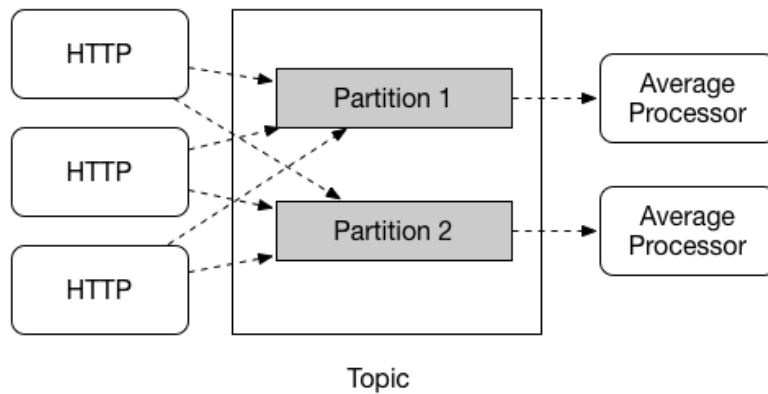 HTTP
HTTP
HTTP
Partition 1
Partition 2
Average
Processor
Average
Processor
Topic